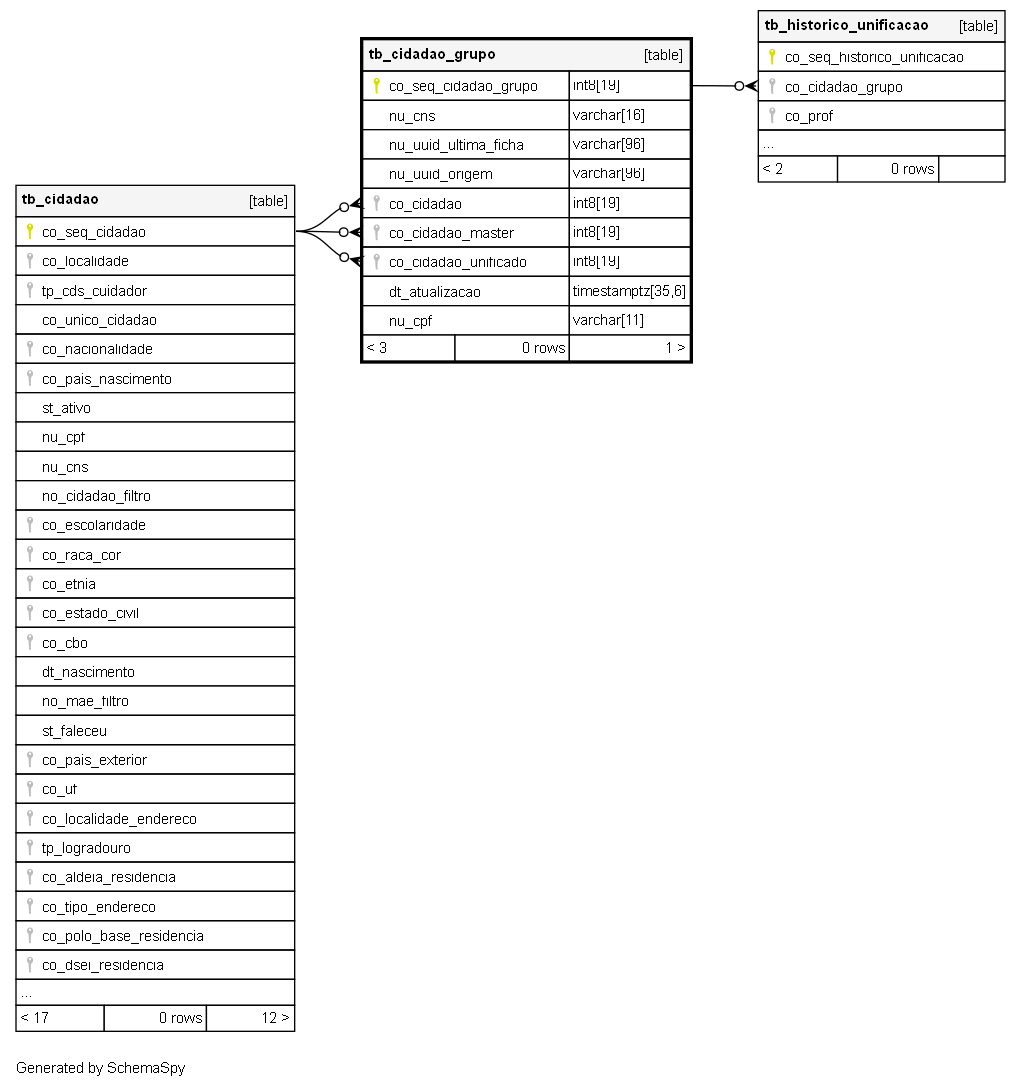 tb_historico_unificacao [table]
co_seq_historico_unificacao
co_cidadao_grupo
co_prof
...
< 2 0 rows
tb_cidadao_grupo [table]
co_seq_cidadao_grupo int8[19]
nu_cns varchar[16]
nu_uuid_ultima_ficha varchar[96]
nu_uuid_origem varchar[96]
co_cidadao int8[19]
co_cidadao_master int8[19]
co_cidadao_unificado int8[19]
dt_atualizacao timestamptz[35,6]
nu_cpf varchar[11]
< 3 0 rows 1 >
tb_cidadao [table]
co_seq_cidadao
co_localidade
tp_cds_cuidador
co_unico_cidadao
co_nacionalidade
co_pais_nascimento
st_ativo
nu_cpf
nu_cns
no_cidadao_filtro
co_escolaridade
co_raca_cor
co_etnia
co_estado_civil
co_cbo
dt_nascimento
no_mae_filtro
st_faleceu
co_pais_exterior
co_uf
co_localidade_endereco
tp_logradouro
co_aldeia_residencia
co_tipo_endereco
co_polo_base_residencia
co_dsei_residencia
...
< 17 0 rows 12 >
Generated by SchemaSpy